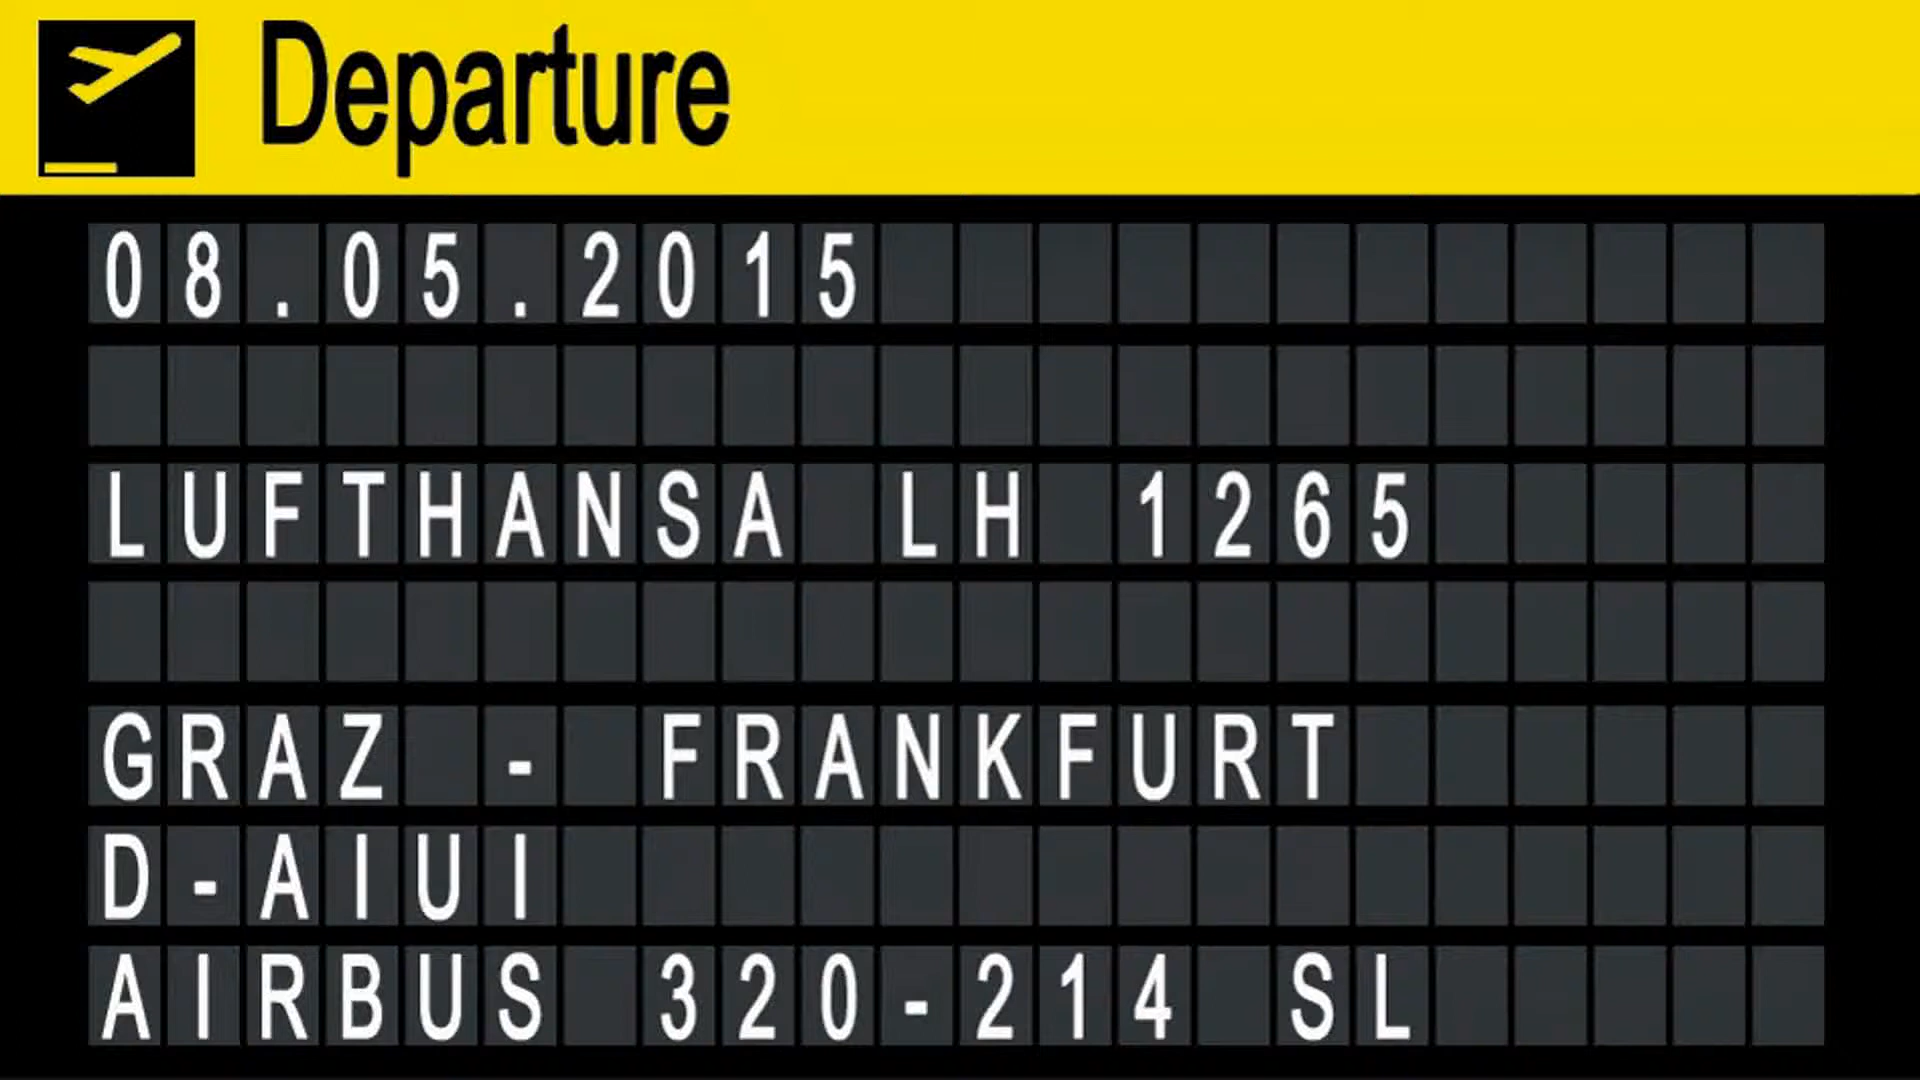 Departure
08.05.2015
LUFTHANSA LH 1265
GRAZ - FRANKFURT
D-AIUI
AIRBUS 320-214 SL